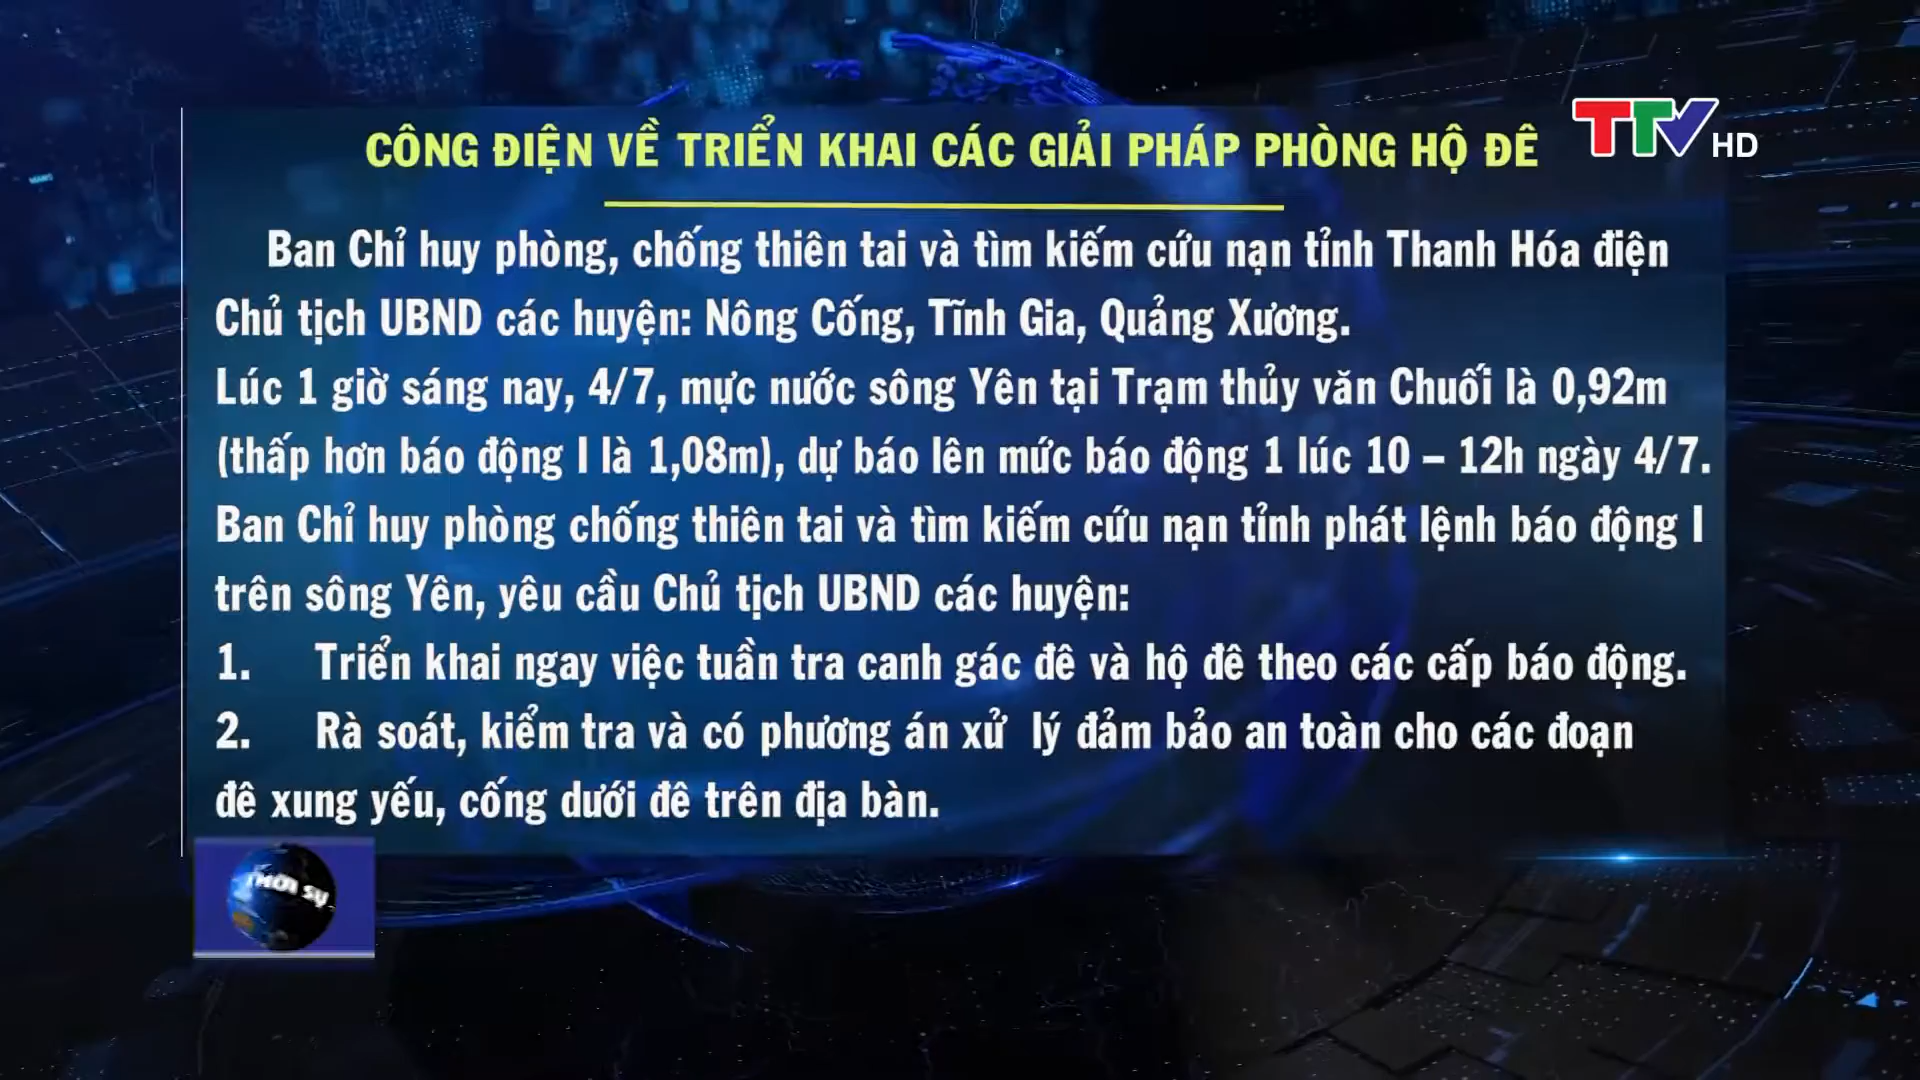 CÔNG ĐIỆN VỀ TRIỂN KHAI CÁC GIẢI PHÁP PHÒNG HỘ ĐÊ
TTV HD
Ban Chỉ huy phòng, chống thiên tai và tìm kiếm cứu nạn tỉnh Thanh Hóa điện
Chủ tịch UBND các huyện: Nông Cống, Tĩnh Gia, Quảng Xương.
Lúc 1 giờ sáng nay, 4/7, mực nước sông Yên tại Trạm thủy văn Chuối là 0,92m
(thấp hơn báo động I là 1,08m), dự báo lên mức báo động 1 lúc 10 – 12h ngày 4/7.
Ban Chỉ huy phòng chống thiên tai và tìm kiếm cứu nạn tỉnh phát lệnh báo động I
trên sông Yên, yêu cầu Chủ tịch UBND các huyện:
1. Triển khai ngay việc tuần tra canh gác đê và hộ đê theo các cấp báo động.
2. Rà soát, kiểm tra và có phương án xử lý đảm bảo an toàn cho các đoạn
đê xung yếu, cống dưới đê trên địa bàn.
THỜI SỰ